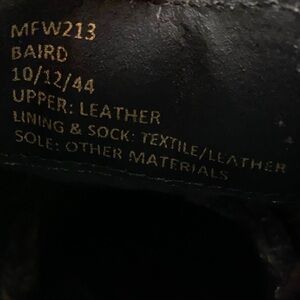 MFW213
BAIRD
10/12/44
UPPER: LEATHER
LINING & SOCK: TEXTILE/LEATHER
SOLE: OTHER MATERIALS